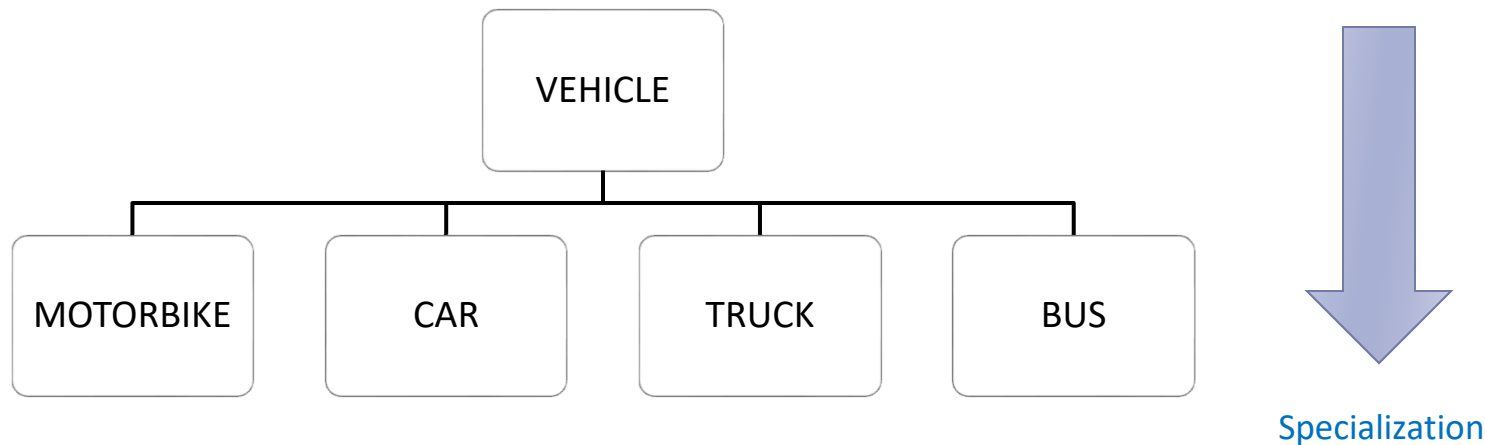 VEHICLE
MOTORBIKE
CAR
TRUCK
BUS
Specialization